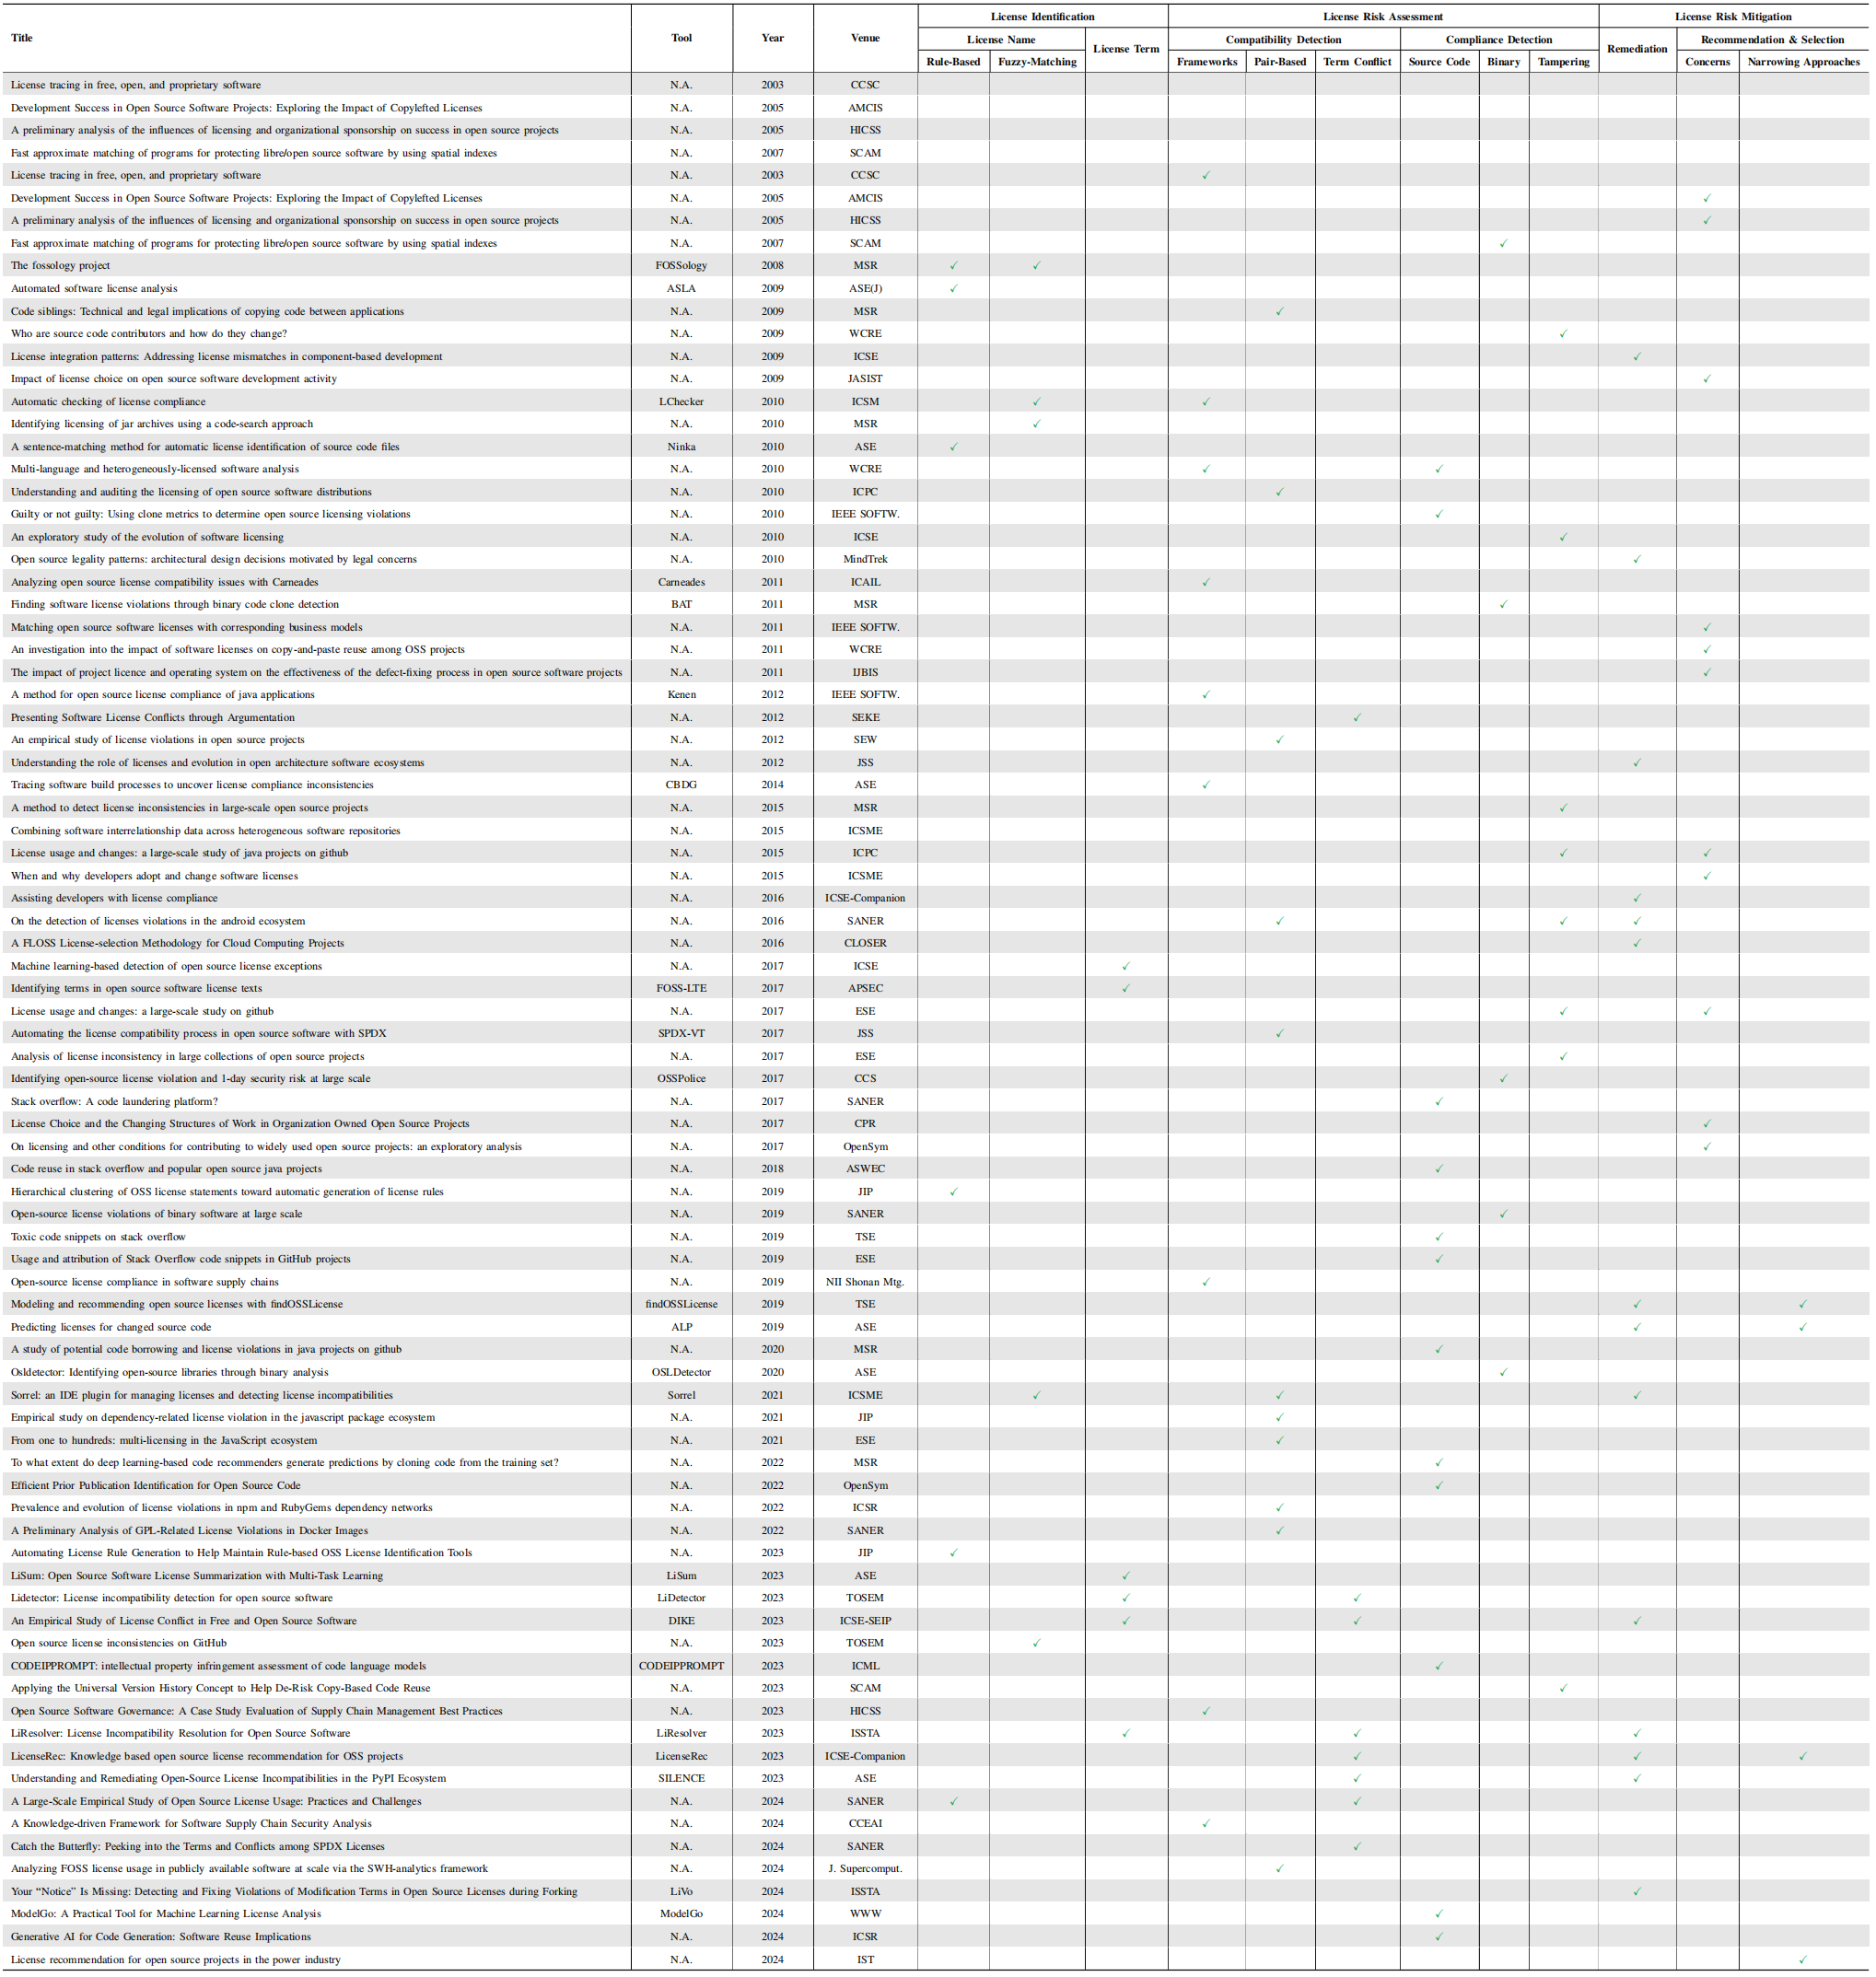 License Identification License Risk Assessment License Risk Mitigation
Title Tool Year Venue License Name License Term Compatibility Detection Compliance Detection Remediation Recommendation & Selection
Rule-Based Fuzzy-Matching Frameworks Pair-Based Term Conflict Source Code Binary Tampering Concerns Narrowing Approaches
License tracing in free, open, and proprietary software N.A. 2003 CCSC
Development Success in Open Source Software Projects: Exploring the Impact of Copylefted Licenses N.A. 2005 AMCIS
A preliminary analysis of the influences of licensing and organizational sponsorship on success in open source projects N.A. 2005 HICSS
Fast approximate matching of programs for protecting libre/open source software by using spatial indexes N.A. 2007 SCAM
License tracing in free, open, and proprietary software N.A. 2003 CCSC ✓
Development Success in Open Source Software Projects: Exploring the Impact of Copylefted Licenses N.A. 2005 AMCIS ✓
A preliminary analysis of the influences of licensing and organizational sponsorship on success in open source projects N.A. 2005 HICSS ✓
Fast approximate matching of programs for protecting libre/open source software by using spatial indexes N.A. 2007 SCAM ✓
The fossology project FOSSology 2008 MSR ✓ ✓
Automated software license analysis ASLA 2009 ASE(J) ✓
Code siblings: Technical and legal implications of copying code between applications N.A. 2009 MSR ✓
Who are source code contributors and how do they change? N.A. 2009 WCRE ✓
License integration patterns: Addressing license mismatches in component-based development N.A. 2009 ICSE ✓
Impact of license choice on open source software development activity N.A. 2009 JASIST ✓
Automatic checking of license compliance LChecker 2010 ICSM ✓ ✓
Identifying licensing of jar archives using a code-search approach N.A. 2010 MSR ✓
A sentence-matching method for automatic license identification of source code files Ninka 2010 ASE ✓
Multi-language and heterogeneously-licensed software analysis N.A. 2010 WCRE ✓ ✓
Understanding and auditing the licensing of open source software distributions N.A. 2010 ICPC ✓
Guilty or not guilty: Using clone metrics to determine open source licensing violations N.A. 2010 IEEE SOFTW. ✓
An exploratory study of the evolution of software licensing N.A. 2010 ICSE ✓
Open source legality patterns: architectural design decisions motivated by legal concerns N.A. 2010 MindTrek ✓
Analyzing open source license compatibility issues with Carneades Carneades 2011 ICAIL ✓
Finding software license violations through binary code clone detection BAT 2011 MSR ✓
Matching open source software licenses with corresponding business models N.A. 2011 IEEE SOFTW. ✓
An investigation into the impact of software licenses on copy-and-paste reuse among OSS projects N.A. 2011 WCRE ✓
The impact of project licence and operating system on the effectiveness of the defect-fixing process in open source software projects N.A. 2011 IJBIS ✓
A method for open source license compliance of java applications Kenen 2012 IEEE SOFTW. ✓
Presenting Software License Conflicts through Argumentation N.A. 2012 SEKE ✓
An empirical study of license violations in open source projects N.A. 2012 SEW ✓
Understanding the role of licenses and evolution in open architecture software ecosystems N.A. 2012 JSS ✓
Tracing software build processes to uncover license compliance inconsistencies CBDG 2014 ASE ✓
A method to detect license inconsistencies in large-scale open source projects N.A. 2015 MSR ✓
Combining software interrelationship data across heterogeneous software repositories N.A. 2015 ICSME
License usage and changes: a large-scale study of java projects on github N.A. 2015 ICPC ✓ ✓
When and why developers adopt and change software licenses N.A. 2015 ICSME ✓
Assisting developers with license compliance N.A. 2016 ICSE-Companion ✓
On the detection of licenses violations in the android ecosystem N.A. 2016 SANER ✓ ✓ ✓
A FLOSS License-selection Methodology for Cloud Computing Projects N.A. 2016 CLOSER ✓
Machine learning-based detection of open source license exceptions N.A. 2017 ICSE ✓
Identifying terms in open source software license texts FOSS-LTE 2017 APSEC ✓
License usage and changes: a large-scale study on github N.A. 2017 ESE ✓ ✓
Automating the license compatibility process in open source software with SPDX SPDX-VT 2017 JSS ✓
Analysis of license inconsistency in large collections of open source projects N.A. 2017 ESE ✓
Identifying open-source license violation and 1-day security risk at large scale OSSPolice 2017 CCS ✓
Stack overflow: A code laundering platform? N.A. 2017 SANER ✓
License Choice and the Changing Structures of Work in Organization Owned Open Source Projects N.A. 2017 CPR ✓
On licensing and other conditions for contributing to widely used open source projects: an exploratory analysis N.A. 2017 OpenSym ✓
Code reuse in stack overflow and popular open source java projects N.A. 2018 ASWEC ✓
Hierarchical clustering of OSS license statements toward automatic generation of license rules N.A. 2019 JIP ✓
Open-source license violations of binary software at large scale N.A. 2019 SANER ✓
Toxic code snippets on stack overflow N.A. 2019 TSE ✓
Usage and attribution of Stack Overflow code snippets in GitHub projects N.A. 2019 ESE ✓
Open-source license compliance in software supply chains N.A. 2019 NII Shonan Mtg. ✓
Modeling and recommending open source licenses with findOSSLicense findOSSLicense 2019 TSE ✓ ✓
Predicting licenses for changed source code ALP 2019 ASE ✓ ✓
A study of potential code borrowing and license violations in java projects on github N.A. 2020 MSR ✓
Osldetector: Identifying open-source libraries through binary analysis OSLDetector 2020 ASE ✓
Sorrel: an IDE plugin for managing licenses and detecting license incompatibilities Sorrel 2021 ICSME ✓ ✓ ✓
Empirical study on dependency-related license violation in the javascript package ecosystem N.A. 2021 JIP ✓
From one to hundreds: multi-licensing in the JavaScript ecosystem N.A. 2021 ESE ✓
To what extent do deep learning-based code recommenders generate predictions by cloning code from the training set? N.A. 2022 MSR ✓
Efficient Prior Publication Identification for Open Source Code N.A. 2022 OpenSym ✓
Prevalence and evolution of license violations in npm and RubyGems dependency networks N.A. 2022 ICSR ✓
A Preliminary Analysis of GPL-Related License Violations in Docker Images N.A. 2022 SANER ✓
Automating License Rule Generation to Help Maintain Rule-based OSS License Identification Tools N.A. 2023 JIP ✓
LiSum: Open Source Software License Summarization with Multi-Task Learning LiSum 2023 ASE ✓
Lidetector: License incompatibility detection for open source software LiDetector 2023 TOSEM ✓ ✓
An Empirical Study of License Conflict in Free and Open Source Software DIKE 2023 ICSE-SEIP ✓ ✓ ✓
Open source license inconsistencies on GitHub N.A. 2023 TOSEM ✓
CODEIPPROMPT: intellectual property infringement assessment of code language models CODEIPPROMPT 2023 ICML ✓
Applying the Universal Version History Concept to Help De-Risk Copy-Based Code Reuse N.A. 2023 SCAM ✓
Open Source Software Governance: A Case Study Evaluation of Supply Chain Management Best Practices N.A. 2023 HICSS ✓
LiResolver: License Incompatibility Resolution for Open Source Software LiResolver 2023 ISSTA ✓ ✓ ✓
LicenseRec: Knowledge based open source license recommendation for OSS projects LicenseRec 2023 ICSE-Companion ✓ ✓ ✓
Understanding and Remediating Open-Source License Incompatibilities in the PyPI Ecosystem SILENCE 2023 ASE ✓ ✓
A Large-Scale Empirical Study of Open Source License Usage: Practices and Challenges N.A. 2024 SANER ✓ ✓
A Knowledge-driven Framework for Software Supply Chain Security Analysis N.A. 2024 CCEAI ✓
Catch the Butterfly: Peeking into the Terms and Conflicts among SPDX Licenses N.A. 2024 SANER ✓
Analyzing FOSS license usage in publicly available software at scale via the SWH-analytics framework N.A. 2024 J. Supercomput. ✓
Your “Notice” Is Missing: Detecting and Fixing Violations of Modification Terms in Open Source Licenses during Forking LiVo 2024 ISSTA ✓
ModelGo: A Practical Tool for Machine Learning License Analysis ModelGo 2024 WWW ✓
Generative AI for Code Generation: Software Reuse Implications N.A. 2024 ICSR ✓
License recommendation for open source projects in the power industry N.A. 2024 IST ✓